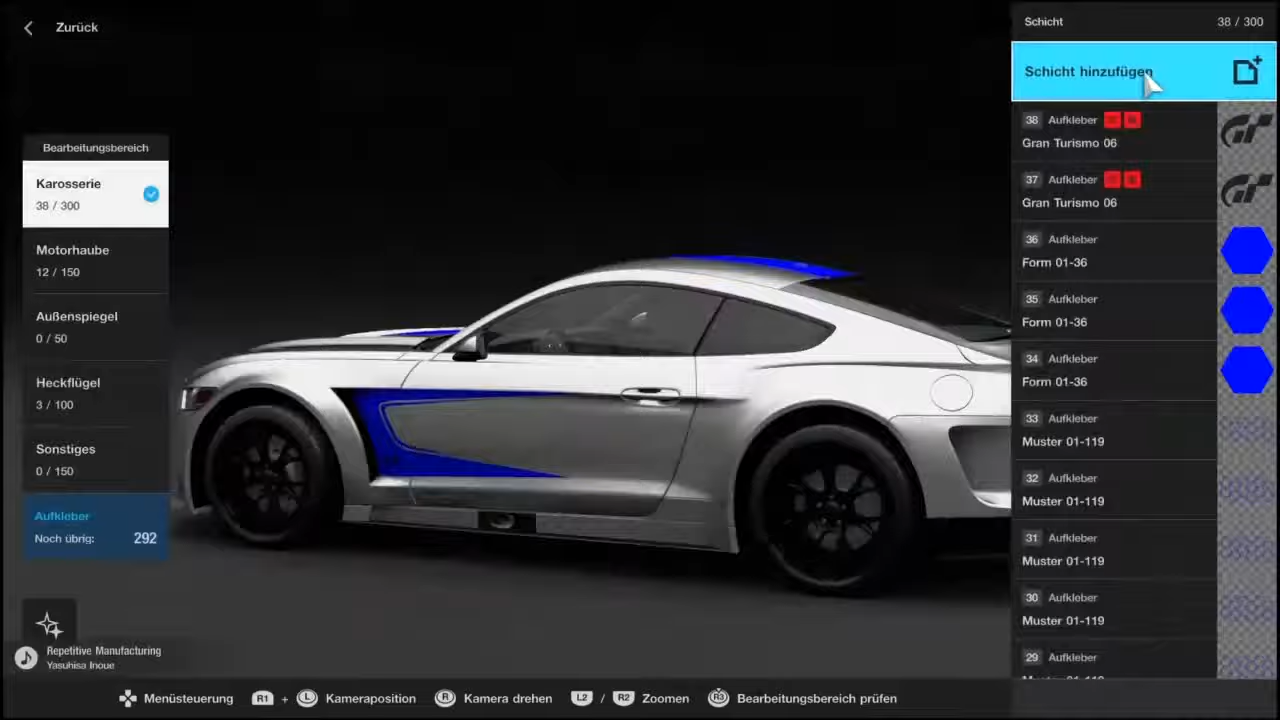 Zurück
Schicht
38 / 300
Schicht hinzufügen
38 Aufkleber
Gran Turismo 06
37 Aufkleber
Gran Turismo 06
36 Aufkleber
Form 01-36
35 Aufkleber
Form 01-36
34 Aufkleber
Form 01-36
33 Aufkleber
Muster 01-119
32 Aufkleber
Muster 01-119
31 Aufkleber
Muster 01-119
30 Aufkleber
Muster 01-119
29 Aufkleber
Bearbeitungsbereich
Karosserie
38 / 300
Motorhaube
12 / 150
Außenspiegel
0 / 50
Heckflügel
3 / 100
Sonstiges
0 / 150
Aufkleber
Noch übrig: 292
Repetitive Manufacturing
Yasuhisa Inoue
Menüsteuerung R1 + L Kameraposition R Kamera drehen L2 / R2 Zoomen R3 Bearbeitungsbereich prüfen